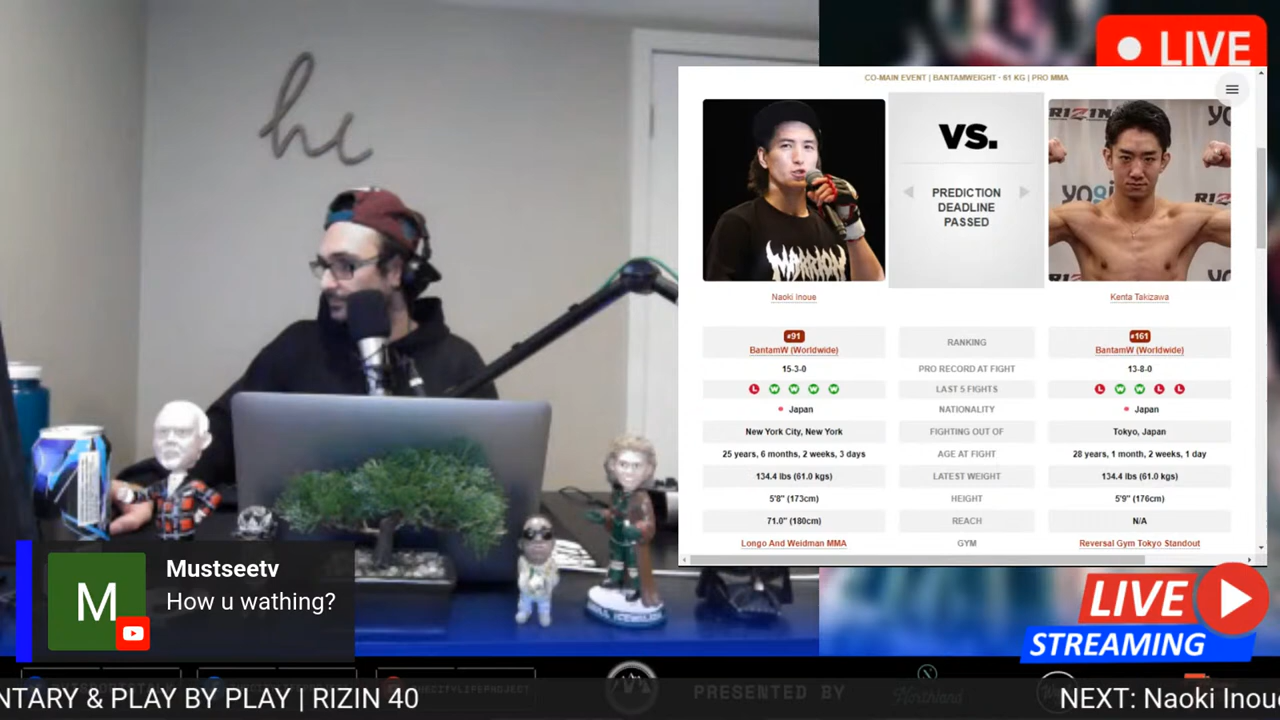 hi
LIVE
CO-MAIN EVENT | BANTAMWEIGHT · 61 KG | PRO MMA
VS.
PREDICTION
DEADLINE
PASSED
RIZIN
yogi
MARRION
Naoki Inoue
Kenta Takizawa
#91 RANKING #161
BantamW (Worldwide) BantamW (Worldwide)
15-3-0 PRO RECORD AT FIGHT 13-8-0
L W W W W LAST 5 FIGHTS L W W L L
Japan NATIONALITY Japan
New York City, New York FIGHTING OUT OF Tokyo, Japan
25 years, 6 months, 2 weeks, 3 days AGE AT FIGHT 28 years, 1 month, 2 weeks, 1 day
134.4 lbs (61.0 kgs) LATEST WEIGHT 134.4 lbs (61.0 kgs)
5'8" (173cm) HEIGHT 5'9" (176cm)
71.0" (180cm) REACH N/A
Longo And Weidman MMA GYM Reversal Gym Tokyo Standout
M
Mustseetv
How u wathing?
LIVE
STREAMING
PRESENTED BY
Northland
NTARY & PLAY BY PLAY | RIZIN 40
NEXT: Naoki Inoue